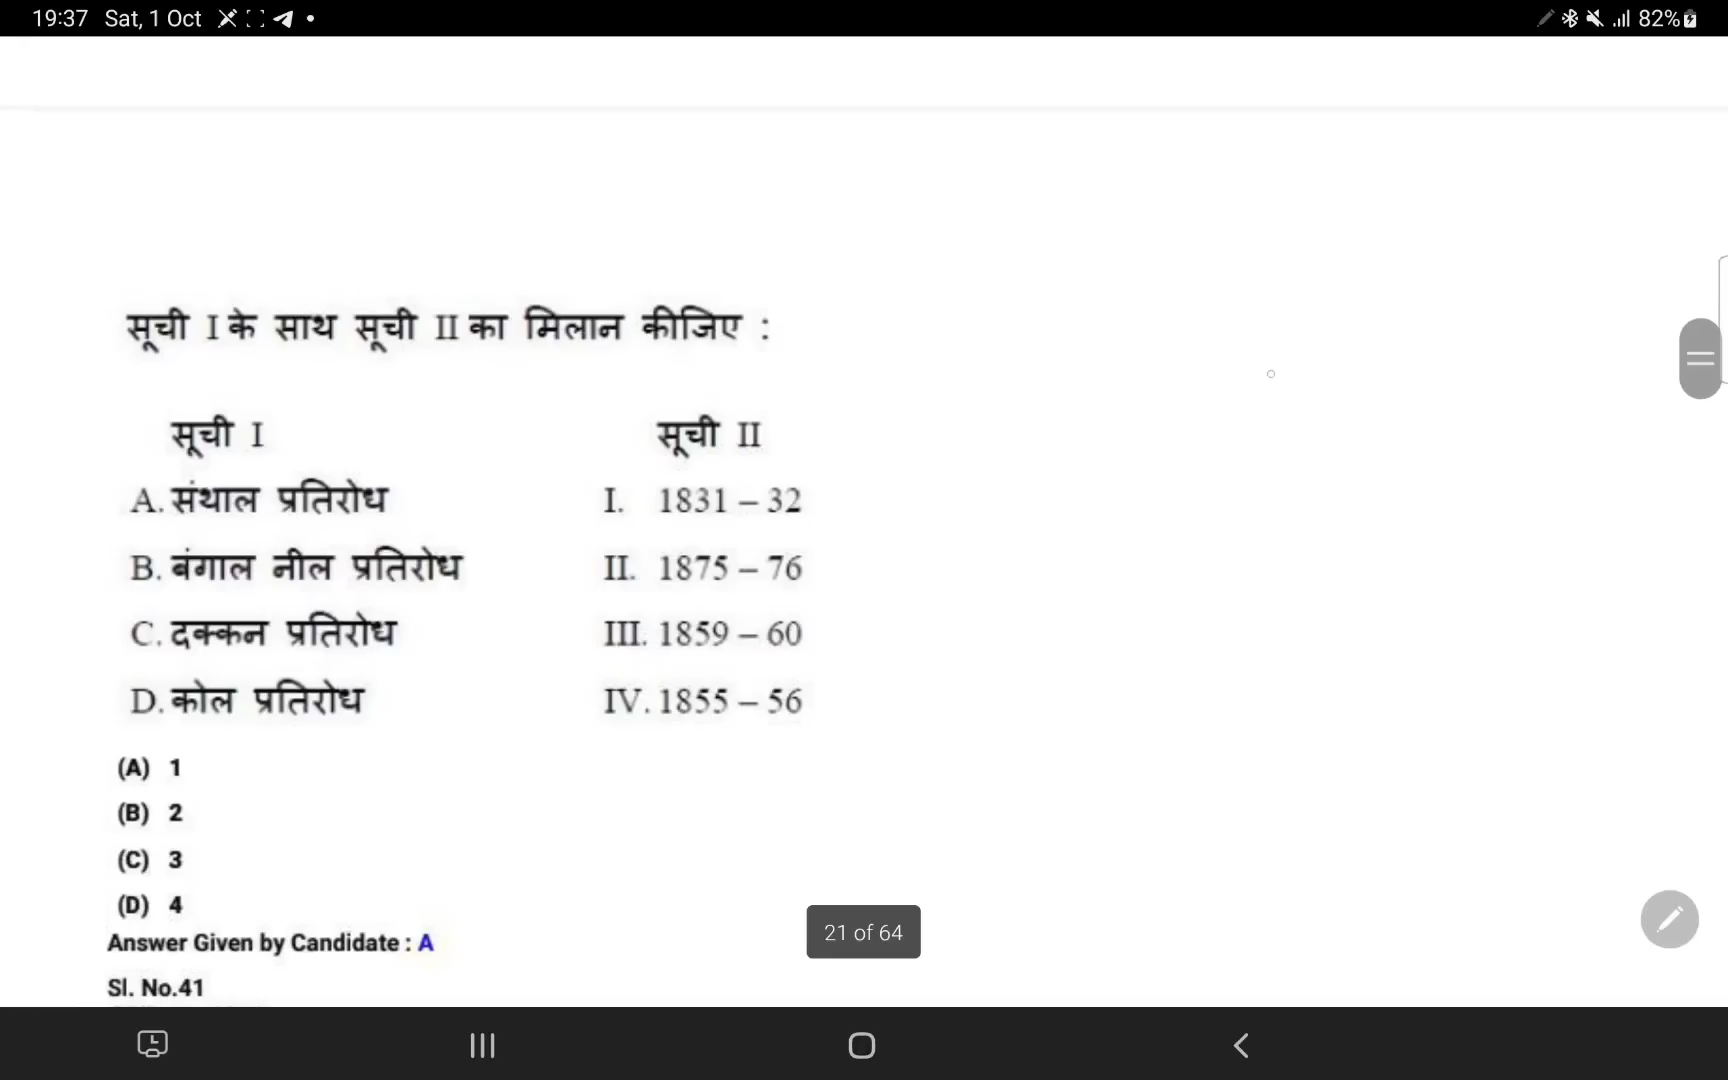 19:37 Sat, 1 Oct
82%
सूची I के साथ सूची II का मिलान कीजिए :
सूची I सूची II
A. संथाल प्रतिरोध I. 1831 – 32
B. बंगाल नील प्रतिरोध II. 1875 – 76
C. दक्कन प्रतिरोध III. 1859 – 60
D. कोल प्रतिरोध IV. 1855 – 56
(A) 1
(B) 2
(C) 3
(D) 4
Answer Given by Candidate : A
21 of 64
Sl. No.41